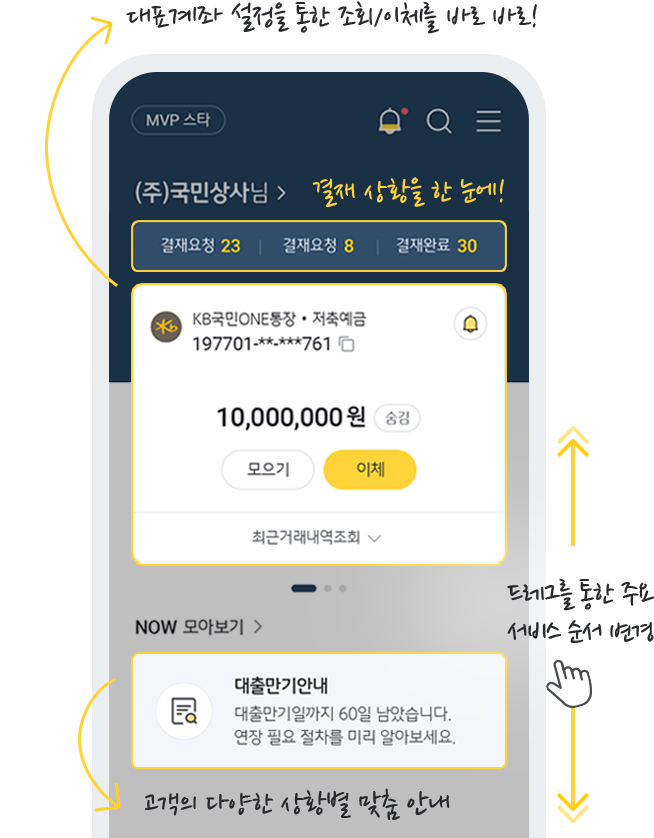 대표계좌 설정을 통한 조회/이체를 바로 바로!
MVP 스타
(주)국민상사님 >
결재 상황을 한 눈에!
결재요청 23 | 결재요청 8 | 결재완료 30
KB국민ONE통장 • 저축예금
197701-**-***761
10,000,000원 숨김
모으기 이체
최근거래내역조회
드래그를 통한 주요
서비스 순서 변경
NOW 모아보기 >
대출만기안내
대출만기일까지 60일 남았습니다.
연장 필요 절차를 미리 알아보세요.
고객의 다양한 상황별 맞춤 안내